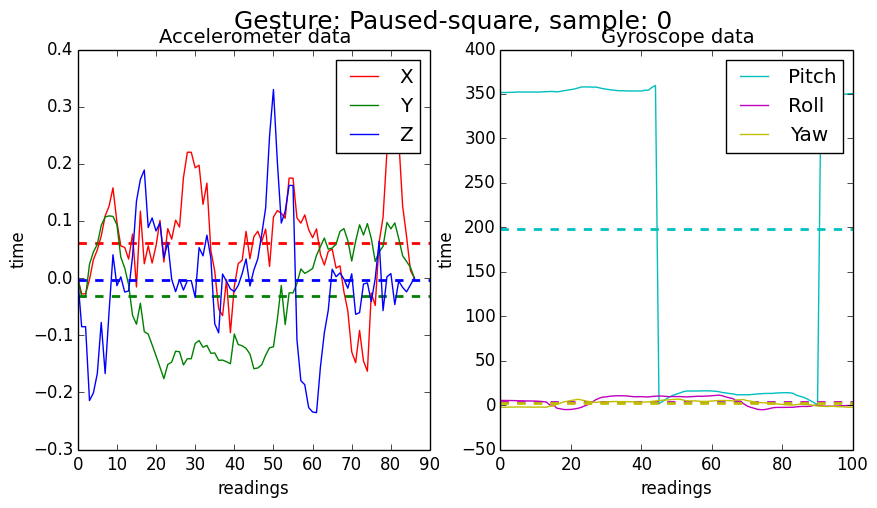 Gesture: Paused-square, sample: 0
Accelerometer data
0.4
0.3
0.2
0.1
0.0
−0.1
−0.2
−0.3
time
0 10 20 30 40 50 60 70 80 90
readings
X
Y
Z
Gyroscope data
400
350
300
250
200
150
100
50
0
−50
time
0 20 40 60 80 100
readings
Pitch
Roll
Yaw